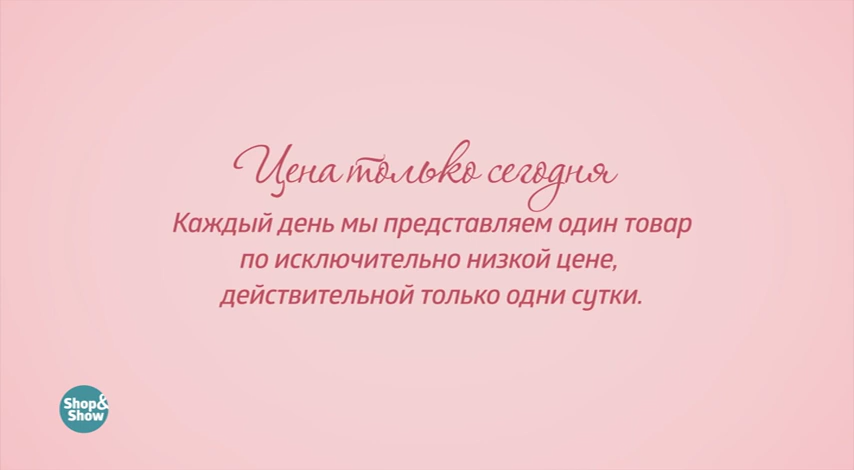 Цена только сегодня
Каждый день мы представляем один товар
по исключительно низкой цене,
действительной только одни сутки.
Shop&
Show